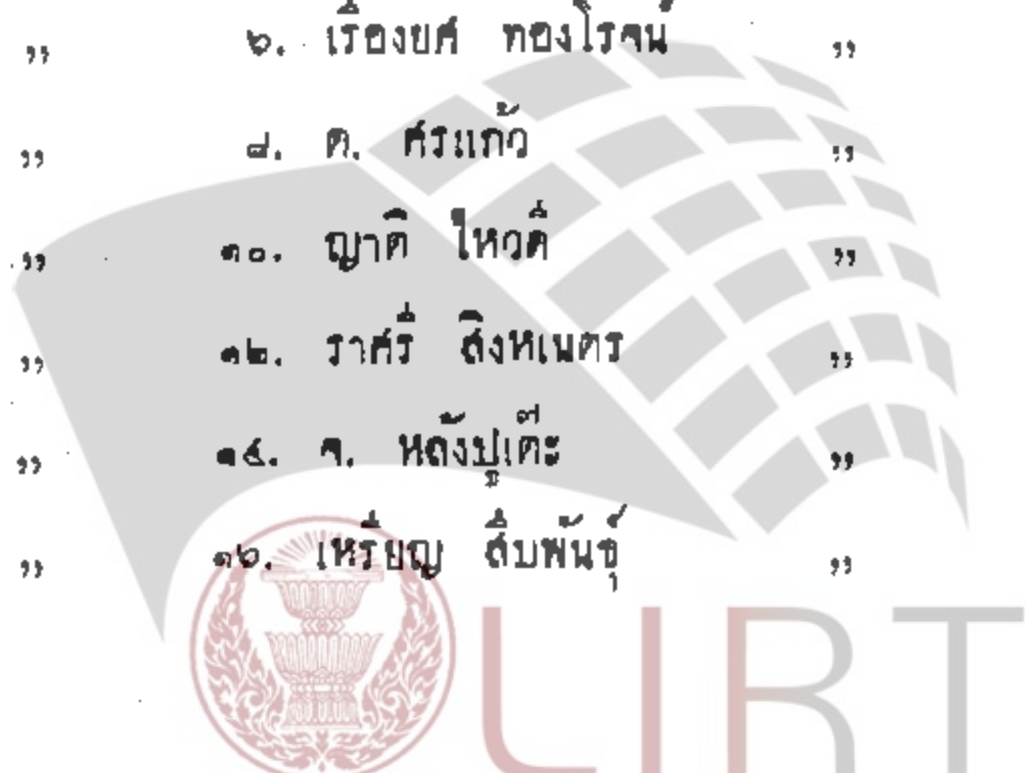 ” ๖. เรืองยศ ทองโรจน์ ”
” ๘. ต. ศรแก้ว ”
” ๑๐. ญาติ ไหวดี ”
” ๑๒. ราศรี สิงหเนตร ”
” ๑๔. จ. หลังปูเต๊ะ ”
” ๑๖. เหรียญ สืบพันธุ์ ”
LIRT